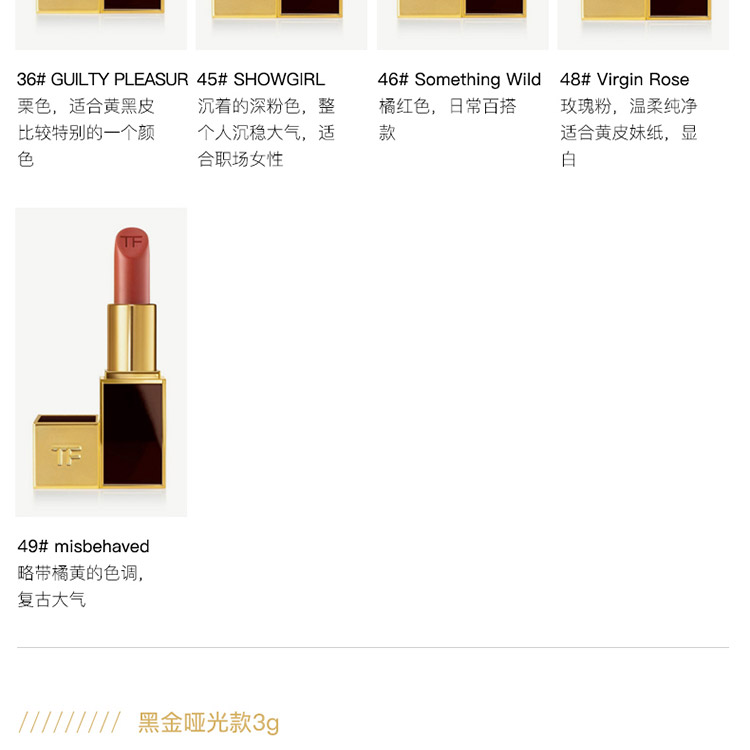 36# GUILTY PLEASUR
栗色，适合黄黑皮
比较特别的一个颜
色
45# SHOWGIRL
沉着的深粉色，整
个人沉稳大气，适
合职场女性
46# Something Wild
橘红色，日常百搭
款
48# Virgin Rose
玫瑰粉，温柔纯净
适合黄皮妹纸，显
白
TF
TF
49# misbehaved
略带橘黄的色调，
复古大气
///////// 黑金哑光款3g